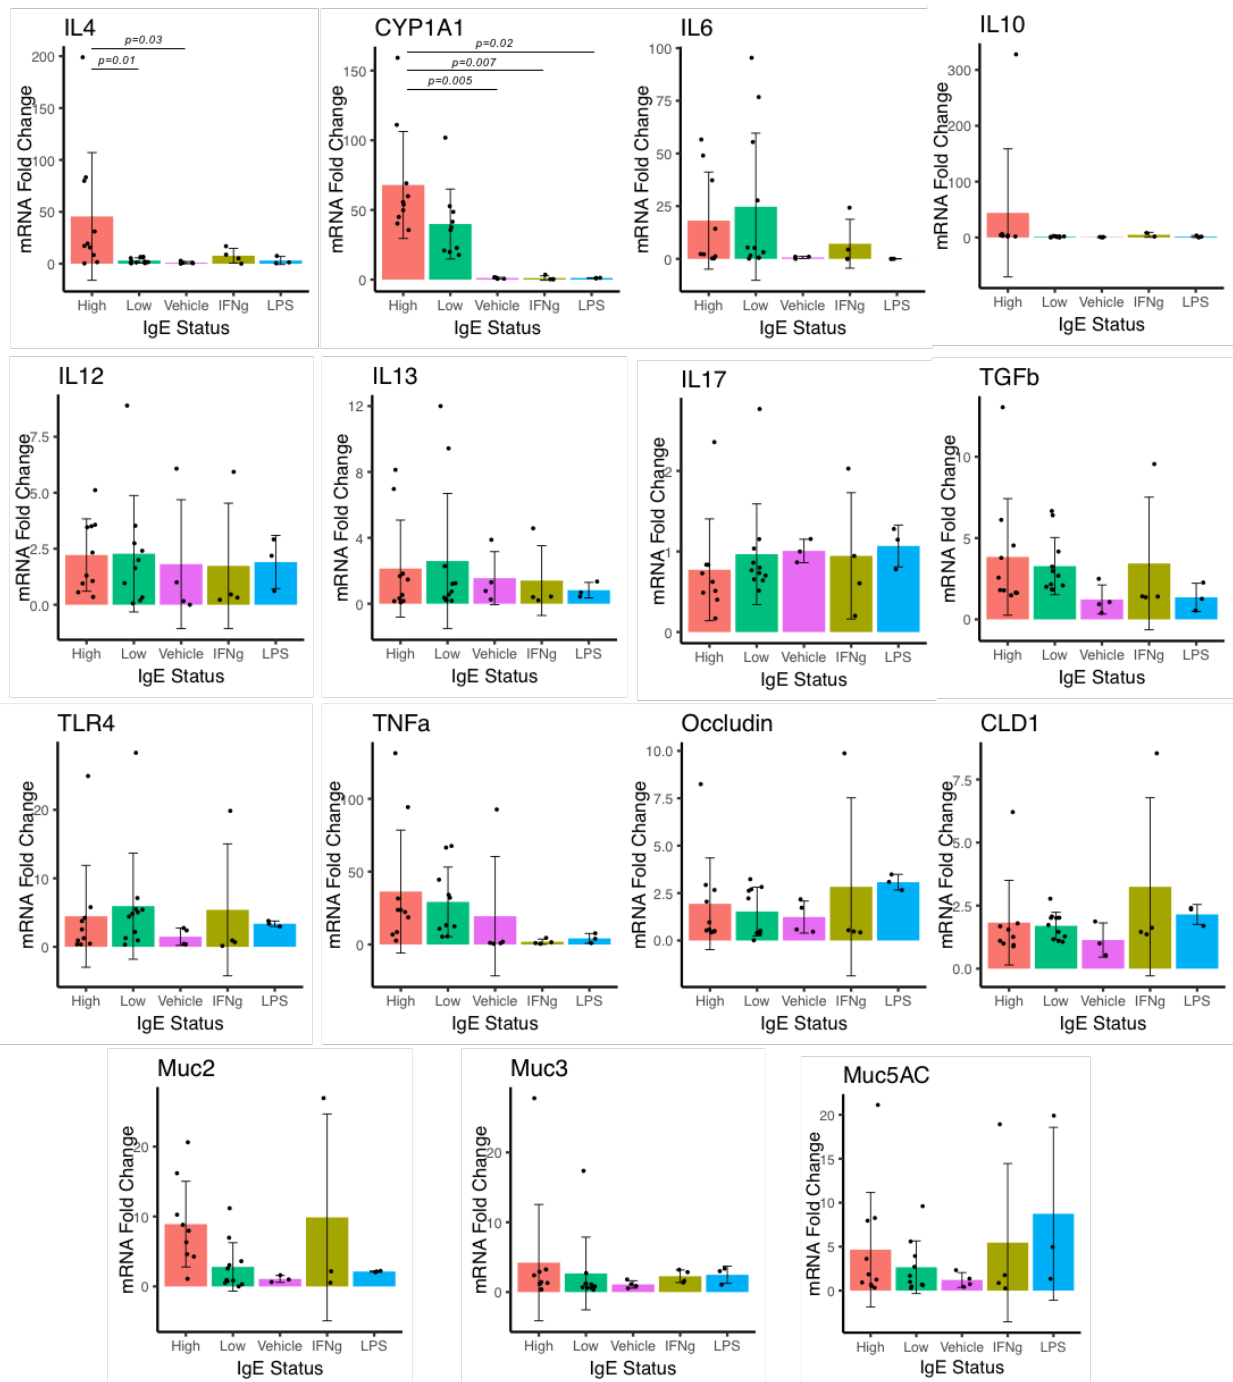 IL4
p=0.03
p=0.01
200
150
100
50
0
mRNA Fold Change
High Low Vehicle IFNg LPS
IgE Status
CYP1A1
p=0.02
p=0.007
p=0.005
150
100
50
0
mRNA Fold Change
High Low Vehicle IFNg LPS
IgE Status
IL6
100
75
50
25
0
mRNA Fold Change
High Low Vehicle IFNg LPS
IgE Status
IL10
300
200
100
0
mRNA Fold Change
High Low Vehicle IFNg LPS
IgE Status
IL12
7.5
5.0
2.5
0.0
mRNA Fold Change
High Low Vehicle IFNg LPS
IgE Status
IL13
12
8
4
0
mRNA Fold Change
High Low Vehicle IFNg LPS
IgE Status
IL17
2
1
0
mRNA Fold Change
High Low Vehicle IFNg LPS
IgE Status
TGFb
10
5
0
mRNA Fold Change
High Low Vehicle IFNg LPS
IgE Status
TLR4
20
10
0
mRNA Fold Change
High Low Vehicle IFNg LPS
IgE Status
TNFa
100
50
0
mRNA Fold Change
High Low Vehicle IFNg LPS
IgE Status
Occludin
10.0
7.5
5.0
2.5
0.0
mRNA Fold Change
High Low Vehicle IFNg LPS
IgE Status
CLD1
7.5
5.0
2.5
0.0
mRNA Fold Change
High Low Vehicle IFNg LPS
IgE Status
Muc2
20
10
0
mRNA Fold Change
High Low Vehicle IFNg LPS
IgE Status
Muc3
20
10
0
mRNA Fold Change
High Low Vehicle IFNg LPS
IgE Status
Muc5AC
20
15
10
5
0
mRNA Fold Change
High Low Vehicle IFNg LPS
IgE Status